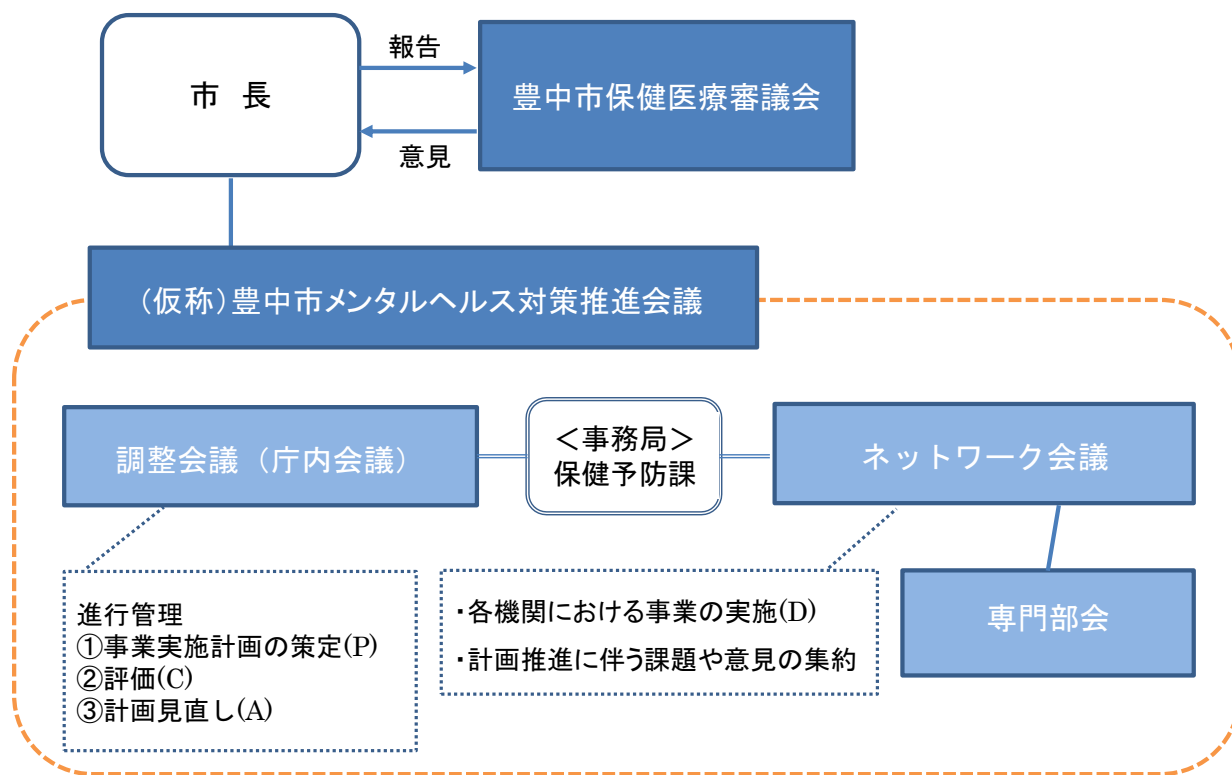 報告
市 長
豊中市保健医療審議会
意見
（仮称）豊中市メンタルヘルス対策推進会議
調整会議（庁内会議）
＜事務局＞
保健予防課
ネットワーク会議
進行管理
①事業実施計画の策定(P)
②評価(C)
③計画見直し(A)
・各機関における事業の実施(D)
・計画推進に伴う課題や意見の集約
専門部会